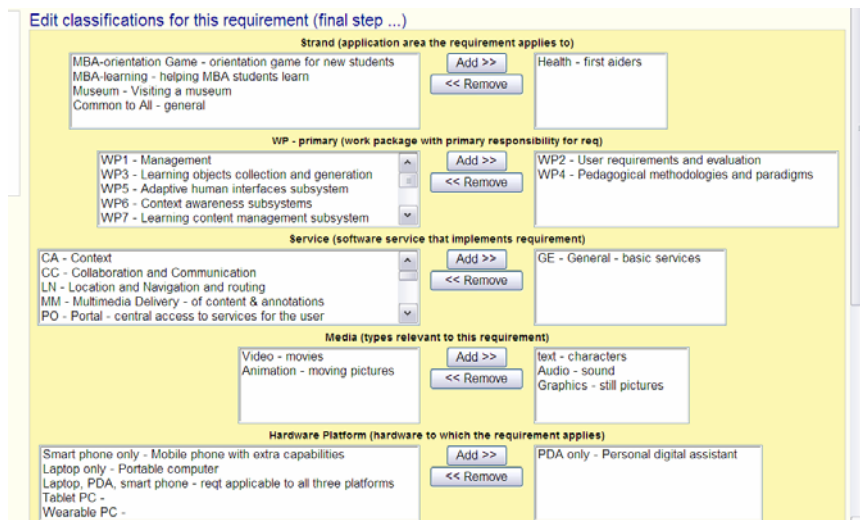 Edit classifications for this requirement (final step ...)
Strand (application area the requirement applies to)
MBA-orientation Game - orientation game for new students
MBA-learning - helping MBA students learn
Museum - Visiting a museum
Common to All - general
Add >>
<< Remove
Health - first aiders
WP - primary (work package with primary responsibility for req)
WP1 - Management
WP3 - Learning objects collection and generation
WP5 - Adaptive human interfaces subsystem
WP6 - Context awareness subsystems
WP7 - Learning content management subsystem
Add >>
<< Remove
WP2 - User requirements and evaluation
WP4 - Pedagogical methodologies and paradigms
Service (software service that implements requirement)
CA - Context
CC - Collaboration and Communication
LN - Location and Navigation and routing
MM - Multimedia Delivery - of content & annotations
PO - Portal - central access to services for the user
Add >>
<< Remove
GE - General - basic services
Media (types relevant to this requirement)
Video - movies
Animation - moving pictures
Add >>
<< Remove
text - characters
Audio - sound
Graphics - still pictures
Hardware Platform (hardware to which the requirement applies)
Smart phone only - Mobile phone with extra capabilities
Laptop only - Portable computer
Laptop, PDA, smart phone - reqt applicable to all three platforms
Tablet PC -
Wearable PC -
Add >>
<< Remove
PDA only - Personal digital assistant